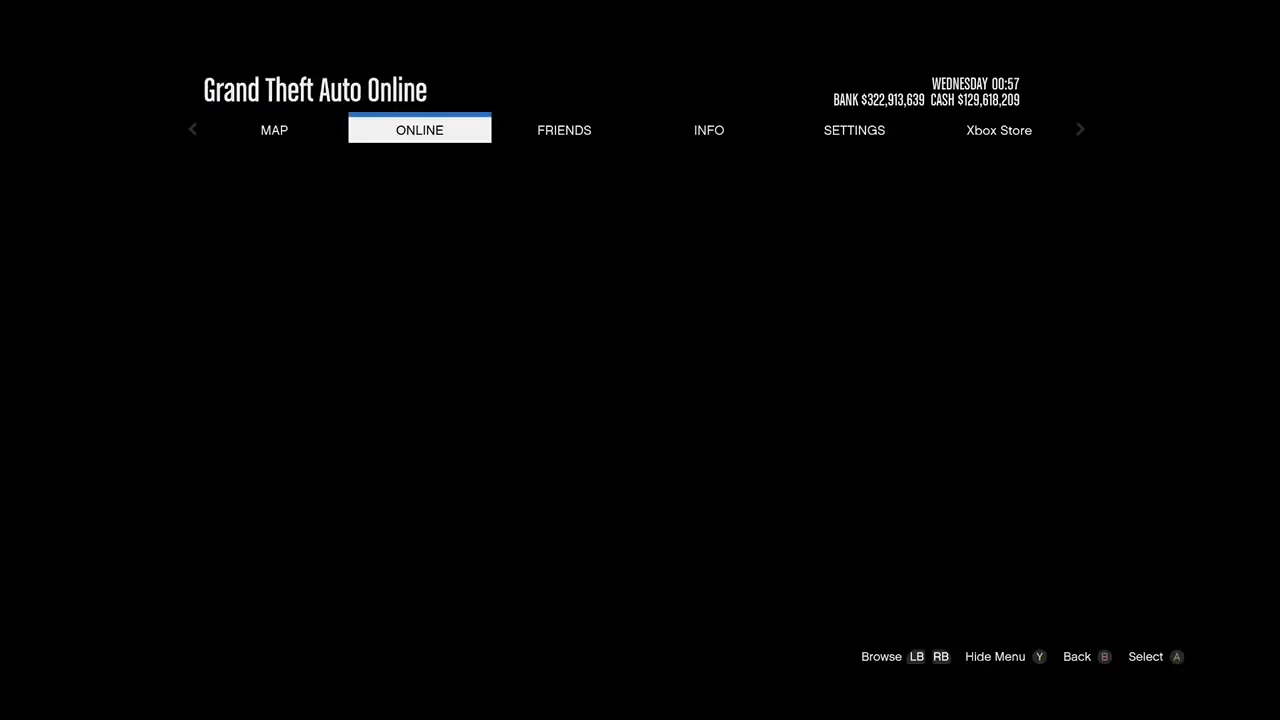 Grand Theft Auto Online
WEDNESDAY 00:57
BANK $322,913,639 CASH $129,618,209
MAP ONLINE FRIENDS INFO SETTINGS Xbox Store
Browse LB RB Hide Menu Y Back B Select A